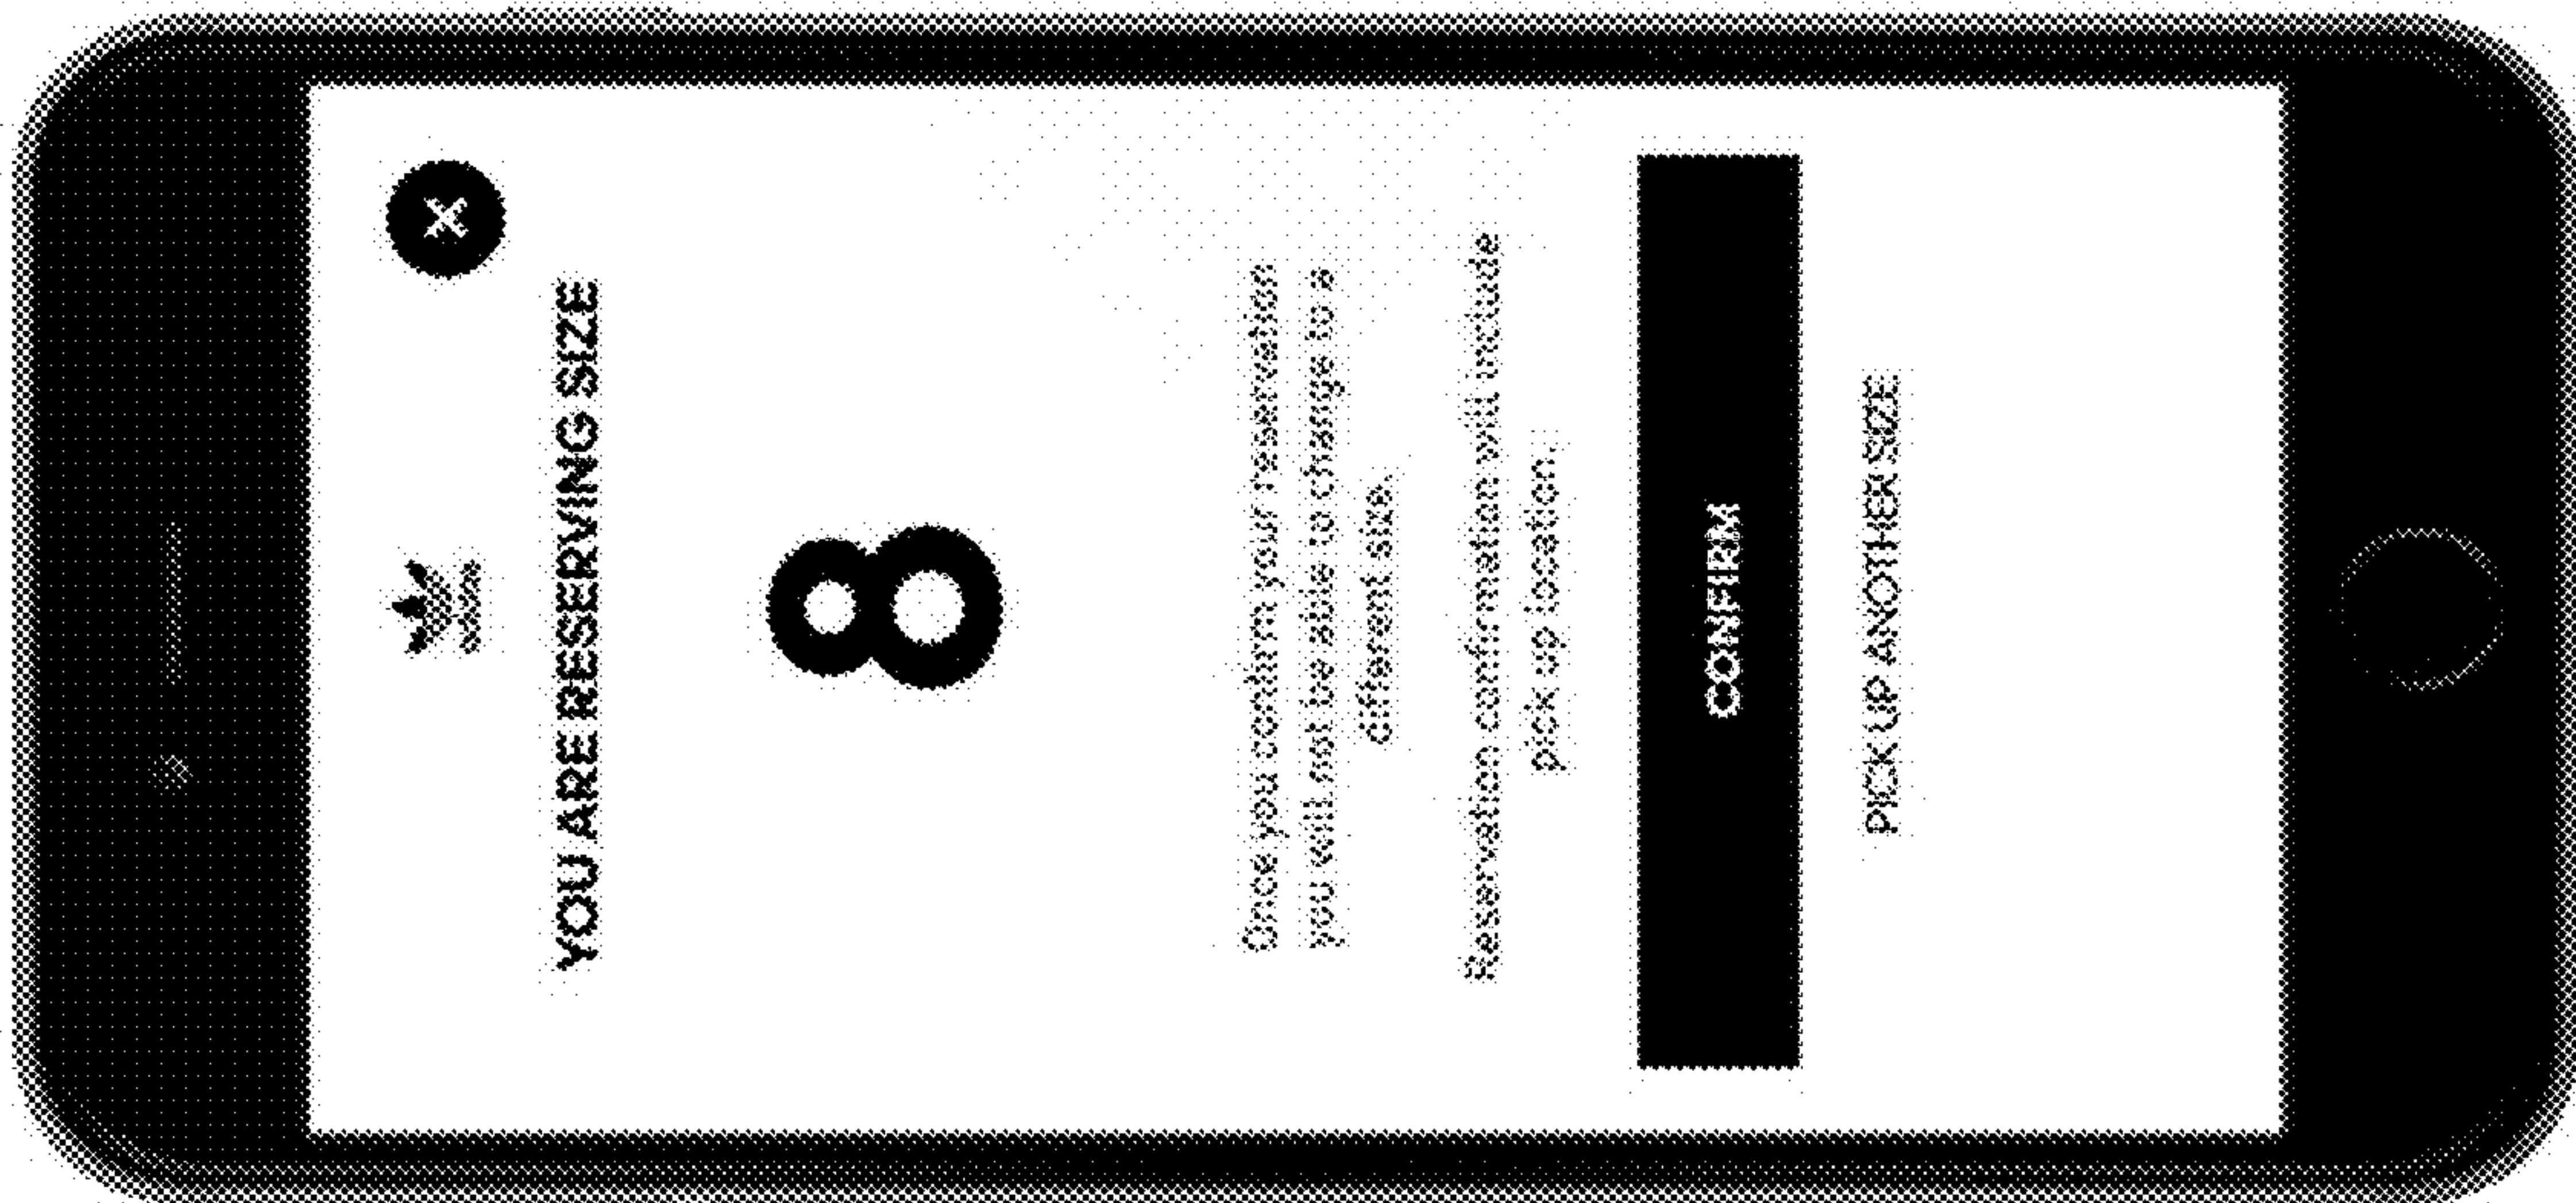 adidas
YOU ARE RESERVING SIZE
8
Once you confirm your reservation
you will not be able to change to a
different size.
Reservation confirmation will include
pick up location.
CONFIRM
PICK UP ANOTHER SIZE